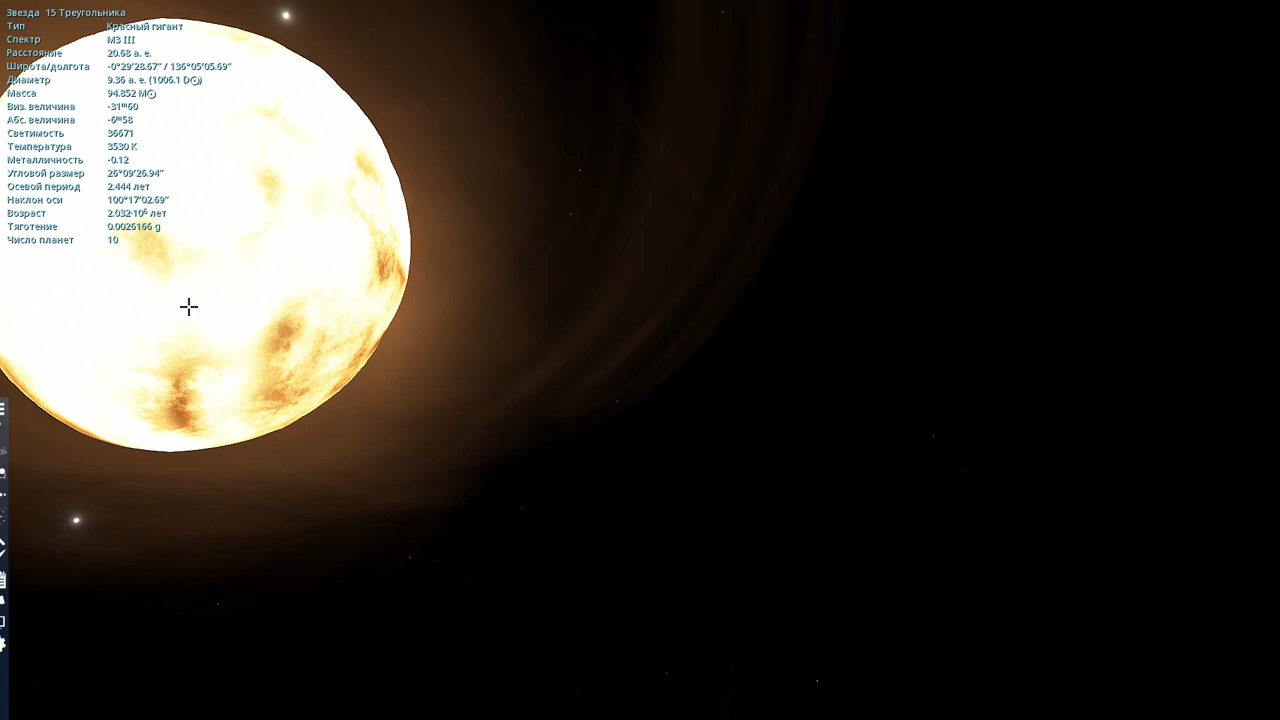 Звезда 15 Треугольника
Тип Красный гигант
Спектр M3 III
Расстояние 20.68 а. е.
Широта/долгота -0°29'28.67" / 136°05'05.69"
Диаметр 9.36 а. е. (1006.1 D☉)
Масса 94.852 M☉
Виз. величина -31ᵐ60
Абс. величина -6ᵐ58
Светимость 36671
Температура 3530 K
Металличность -0.12
Угловой размер 26°09'26.94"
Осевой период 2.444 лет
Наклон оси 100°17'02.69"
Возраст 2.032·10⁶ лет
Тяготение 0.0026166 g
Число планет 10